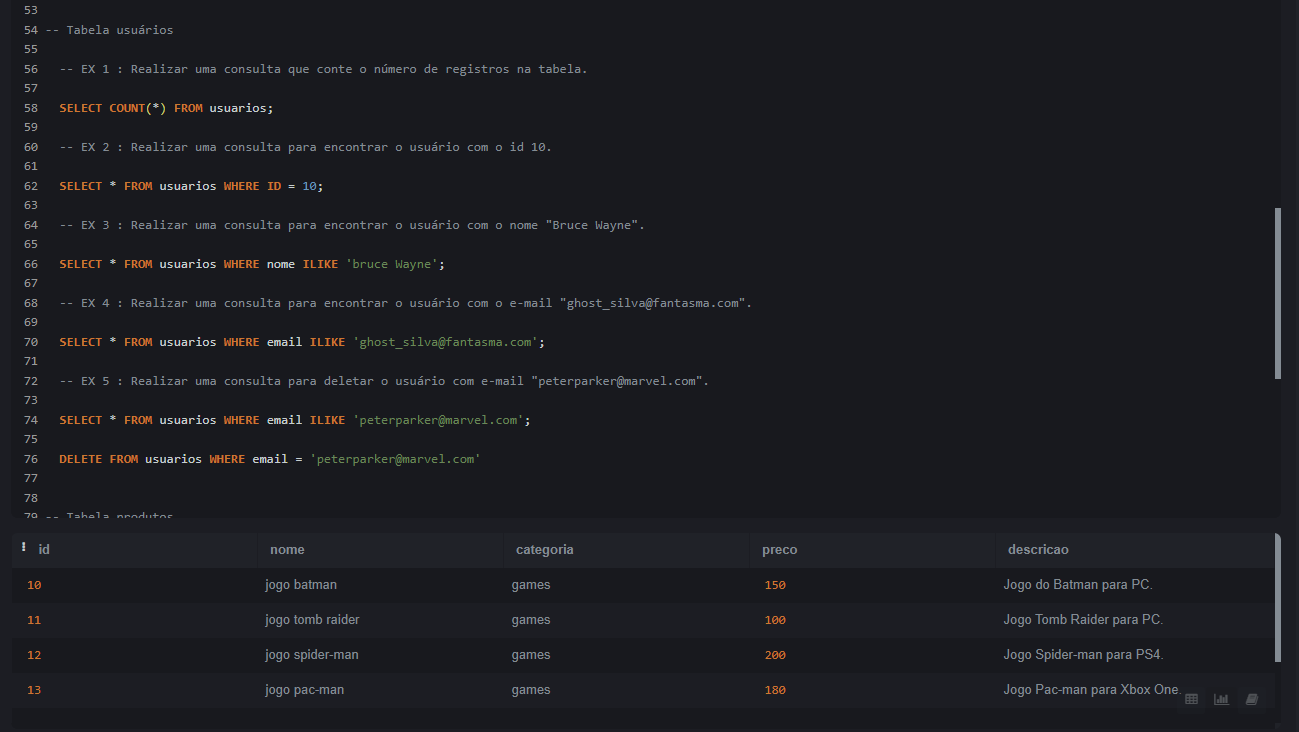 53
54 -- Tabela usuários
55
56 -- EX 1 : Realizar uma consulta que conte o número de registros na tabela.
57
58 SELECT COUNT(*) FROM usuarios;
59
60 -- EX 2 : Realizar uma consulta para encontrar o usuário com o id 10.
61
62 SELECT * FROM usuarios WHERE ID = 10;
63
64 -- EX 3 : Realizar uma consulta para encontrar o usuário com o nome "Bruce Wayne".
65
66 SELECT * FROM usuarios WHERE nome ILIKE 'bruce Wayne';
67
68 -- EX 4 : Realizar uma consulta para encontrar o usuário com o e-mail "ghost_silva@fantasma.com".
69
70 SELECT * FROM usuarios WHERE email ILIKE 'ghost_silva@fantasma.com';
71
72 -- EX 5 : Realizar uma consulta para deletar o usuário com e-mail "peterparker@marvel.com".
73
74 SELECT * FROM usuarios WHERE email ILIKE 'peterparker@marvel.com';
75
76 DELETE FROM usuarios WHERE email = 'peterparker@marvel.com'
77
78
79 -- Tabela produtos
id nome categoria preco descricao
10 jogo batman games 150 Jogo do Batman para PC.
11 jogo tomb raider games 100 Jogo Tomb Raider para PC.
12 jogo spider-man games 200 Jogo Spider-man para PS4.
13 jogo pac-man games 180 Jogo Pac-man para Xbox One.